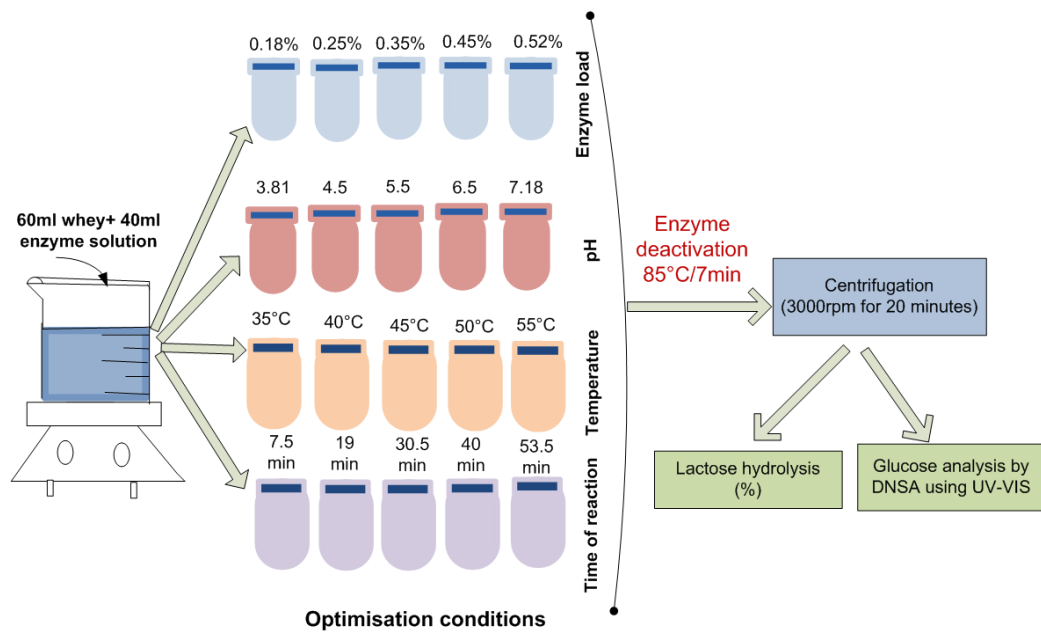 0.18% 0.25% 0.35% 0.45% 0.52%
Enzyme load
3.81 4.5 5.5 6.5 7.18
pH
60ml whey+ 40ml
enzyme solution
35°C 40°C 45°C 50°C 55°C
Temperature
7.5 19 30.5 40 53.5
min min min min min
Time of reaction
Optimisation conditions
Enzyme
deactivation
85°C/7min
Centrifugation
(3000rpm for 20 minutes)
Lactose hydrolysis
(%)
Glucose analysis by
DNSA using UV-VIS